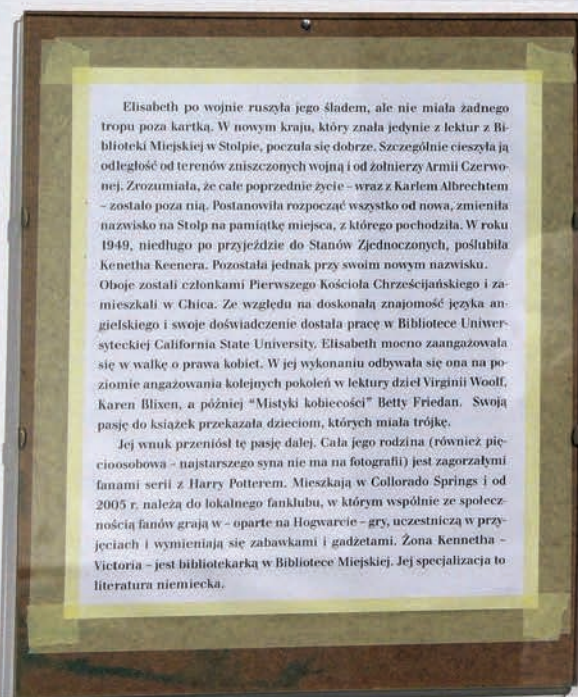 Elisabeth po wojnie ruszyła jego śladem, ale nie miała żadnego
tropu poza kartką. W nowym kraju, który znała jedynie z lektur z Bi-
blioteki Miejskiej w Stolpie, poczuła się dobrze. Szczególnie cieszyła ją
odległość od terenów zniszczonych wojną i od żołnierzy Armii Czerwo-
nej. Zrozumiała, że całe poprzednie życie – wraz z Karlem Albrechtem
– zostało poza nią. Postanowiła rozpocząć wszystko od nowa, zmieniła
nazwisko na Stolp na pamiątkę miejsca, z którego pochodziła. W roku
1949, niedługo po przyjeździe do Stanów Zjednoczonych, poślubiła
Kenetha Keenera. Pozostała jednak przy swoim nowym nazwisku.
Oboje zostali członkami Pierwszego Kościoła Chrześcijańskiego i za-
mieszkali w Chica. Ze względu na doskonałą znajomość języka an-
gielskiego i swoje doświadczenie dostała pracę w Bibliotece Uniwer-
syteckiej California State University. Elisabeth mocno zaangażowała
się w walkę o prawa kobiet. W jej wykonaniu odbywała się ona na po-
ziomie angażowania kolejnych pokoleń w lektury dzieł Virginii Woolf,
Karen Blixen, a później “Mistyki kobiecości” Betty Friedan. Swoją
pasję do książek przekazała dzieciom, których miała trójkę.
Jej wnuk przeniósł tę pasję dalej. Cała jego rodzina (również pię-
cioosobowa – najstarszego syna nie ma na fotografii) jest zagorzałymi
fanami serii z Harry Potterem. Mieszkają w Collorado Springs i od
2005 r. należą do lokalnego fanklubu, w którym wspólnie ze społecz-
nością fanów grają w – oparte na Hogwarcie – gry, uczestniczą w przy-
jęciach i wymieniają się zabawkami i gadżetami. Żona Kennetha –
Victoria – jest bibliotekarką w Bibliotece Miejskiej. Jej specjalizacja to
literatura niemiecka.